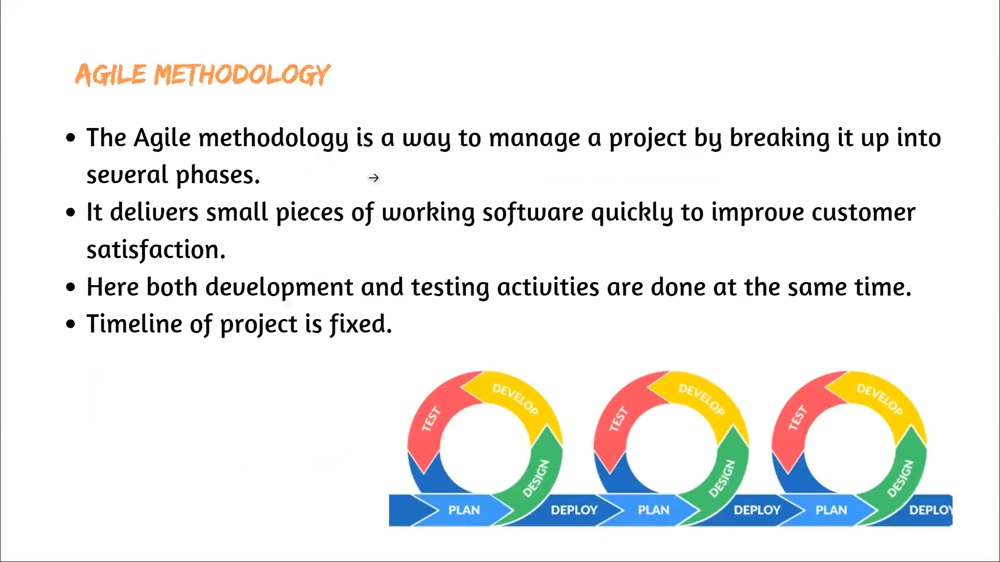 AGILE METHODOLOGY
• The Agile methodology is a way to manage a project by breaking it up into
several phases.
• It delivers small pieces of working software quickly to improve customer
satisfaction.
• Here both development and testing activities are done at the same time.
• Timeline of project is fixed.
DEVELOP
TEST
DESIGN
PLAN
DEPLOY
DEVELOP
TEST
DESIGN
PLAN
DEPLOY
DEVELOP
TEST
DESIGN
PLAN
DEPLOY